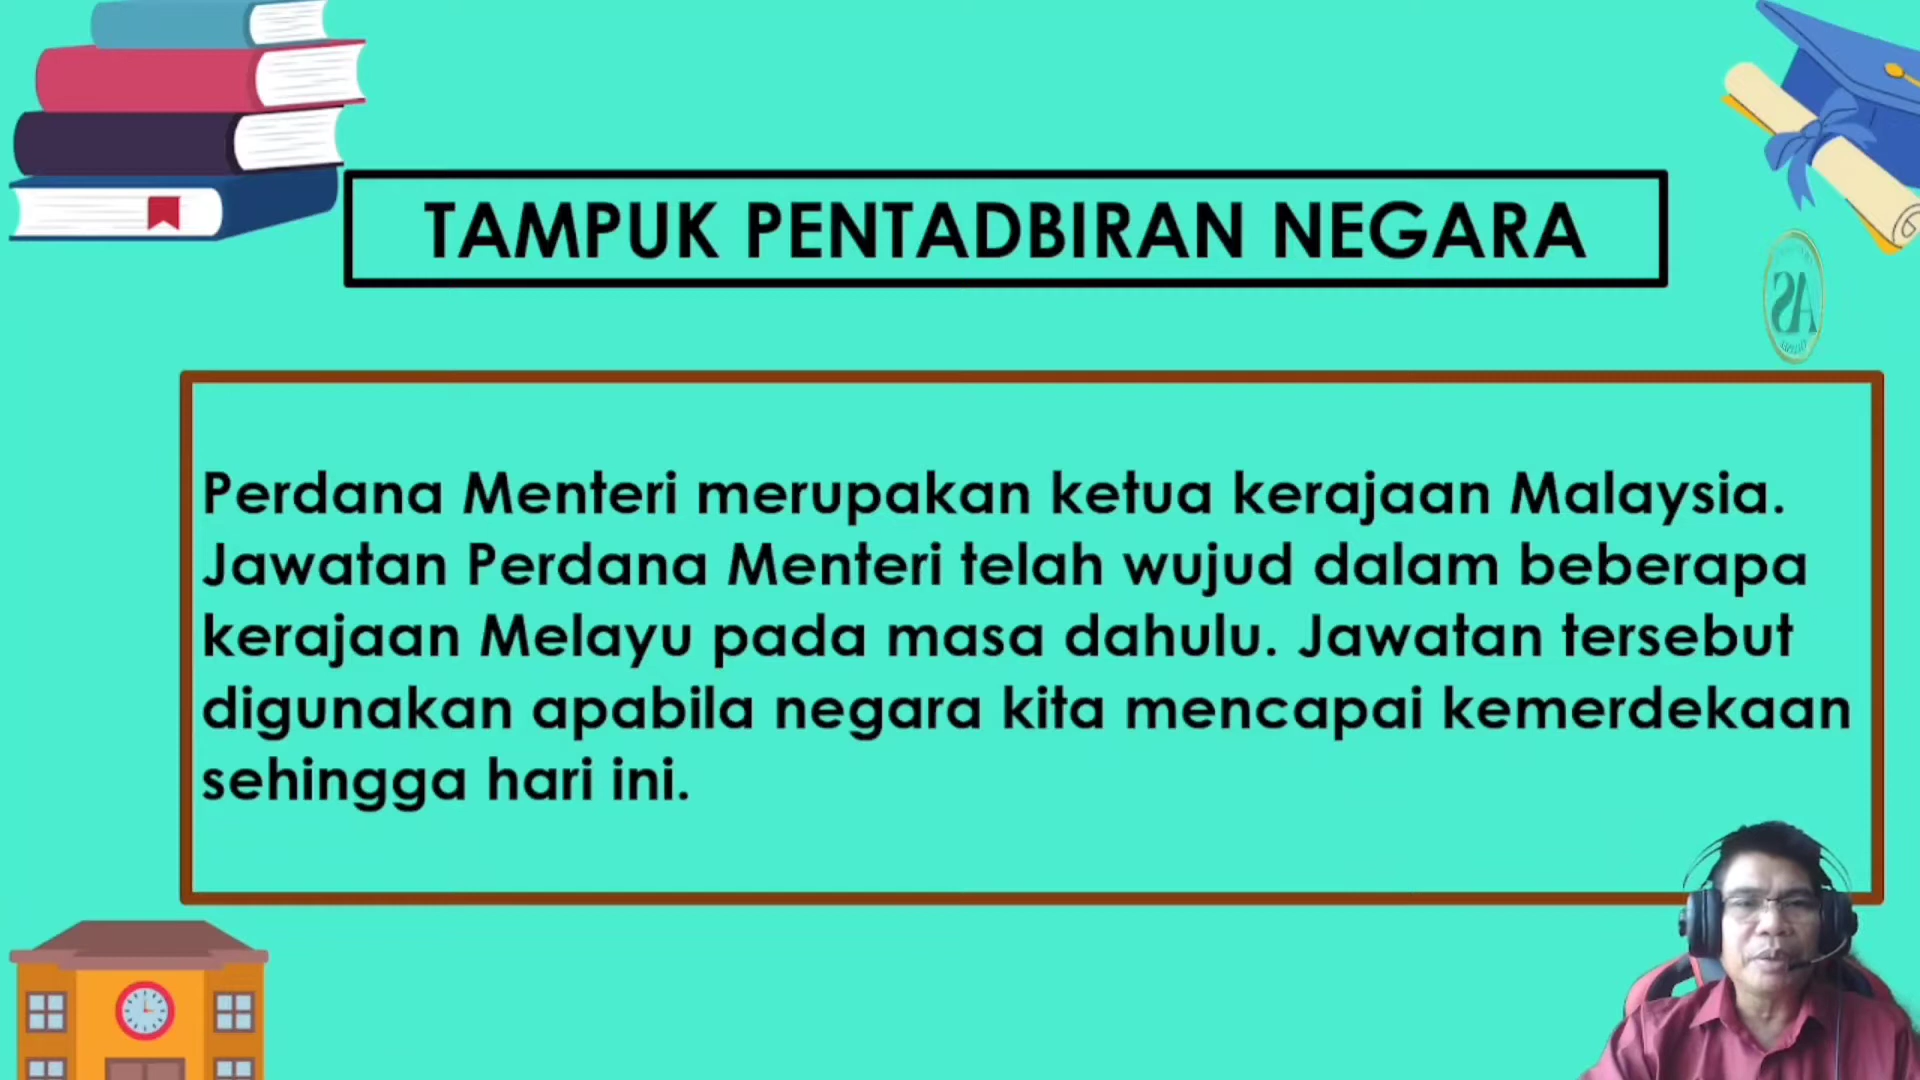 TAMPUK PENTADBIRAN NEGARA
SA
Perdana Menteri merupakan ketua kerajaan Malaysia.
Jawatan Perdana Menteri telah wujud dalam beberapa
kerajaan Melayu pada masa dahulu. Jawatan tersebut
digunakan apabila negara kita mencapai kemerdekaan
sehingga hari ini.